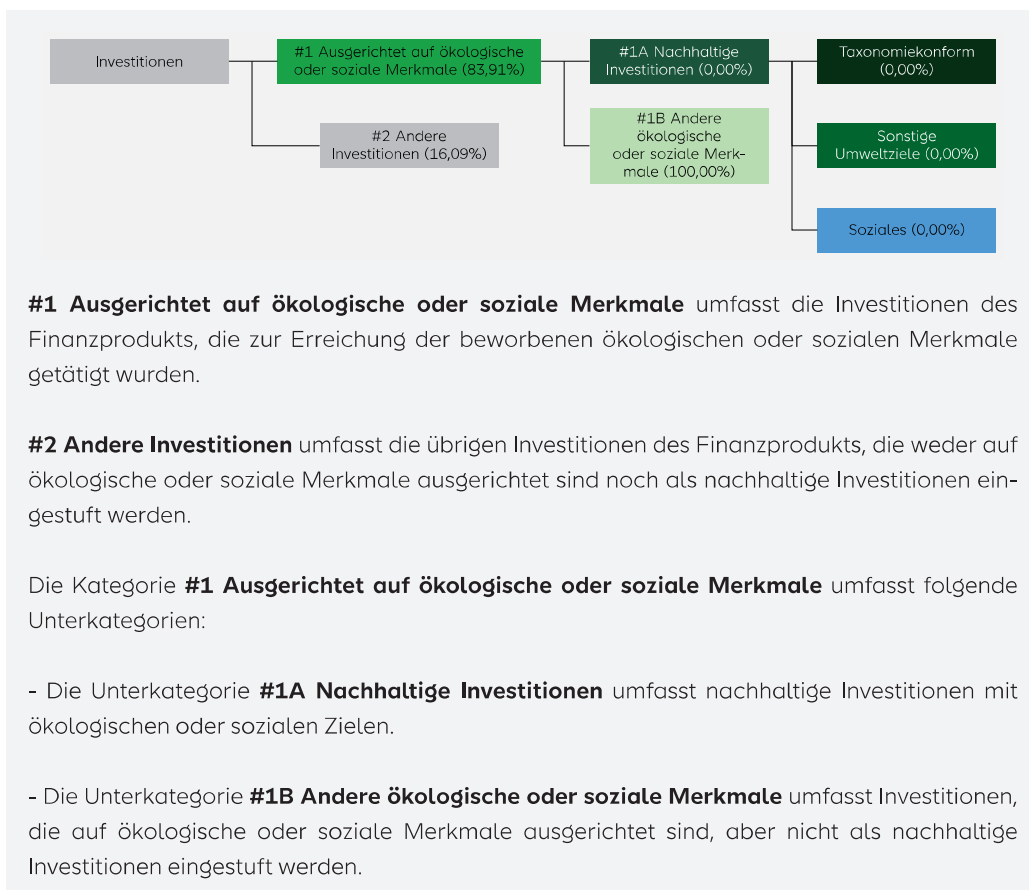 Investitionen
#1 Ausgerichtet auf ökologische
oder soziale Merkmale (83,91%)
#1A Nachhaltige
Investitionen (0,00%)
Taxonomiekonform
(0,00%)
#2 Andere
Investitionen (16,09%)
#1B Andere
ökologische
oder soziale Merk-
male (100,00%)
Sonstige
Umweltziele (0,00%)
Soziales (0,00%)
#1 Ausgerichtet auf ökologische oder soziale Merkmale umfasst die Investitionen des
Finanzprodukts, die zur Erreichung der beworbenen ökologischen oder sozialen Merkmale
getätigt wurden.
#2 Andere Investitionen umfasst die übrigen Investitionen des Finanzprodukts, die weder auf
ökologische oder soziale Merkmale ausgerichtet sind noch als nachhaltige Investitionen ein-
gestuft werden.
Die Kategorie #1 Ausgerichtet auf ökologische oder soziale Merkmale umfasst folgende
Unterkategorien:
- Die Unterkategorie #1A Nachhaltige Investitionen umfasst nachhaltige Investitionen mit
ökologischen oder sozialen Zielen.
- Die Unterkategorie #1B Andere ökologische oder soziale Merkmale umfasst Investitionen,
die auf ökologische oder soziale Merkmale ausgerichtet sind, aber nicht als nachhaltige
Investitionen eingestuft werden.